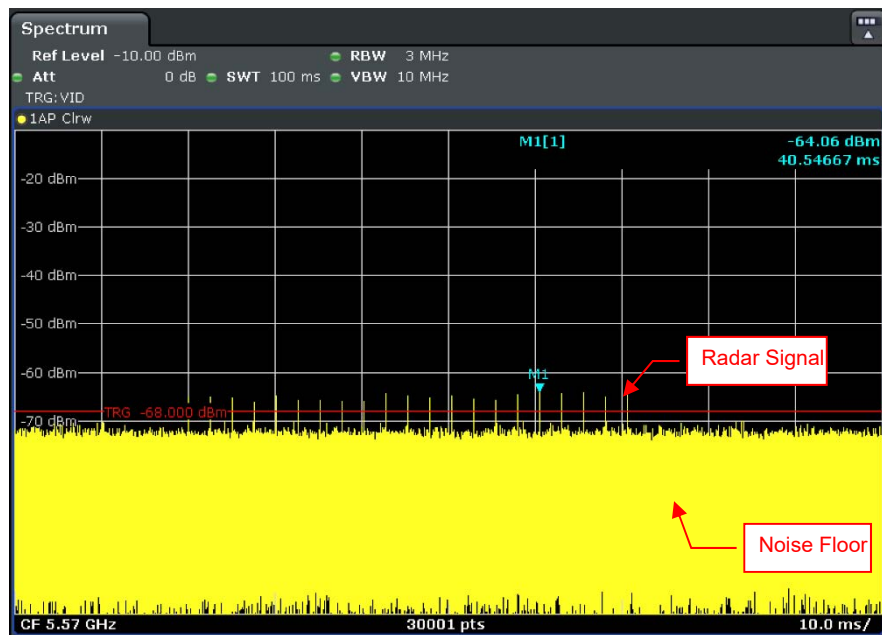 Spectrum
Ref Level -10.00 dBm RBW 3 MHz
Att 0 dB SWT 100 ms VBW 10 MHz
TRG:VID
1AP Clrw
M1[1] -64.06 dBm
40.54667 ms
-20 dBm
-30 dBm
-40 dBm
-50 dBm
Radar Signal
-60 dBm
M1
TRG -68.000 dBm
-70 dBm
Noise Floor
CF 5.57 GHz 30001 pts 10.0 ms/